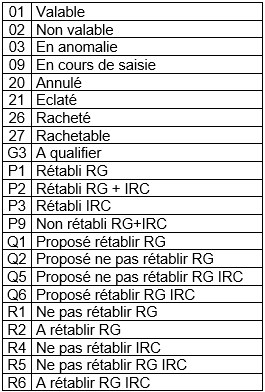 01 Valable
02 Non valable
03 En anomalie
09 En cours de saisie
20 Annulé
21 Eclaté
26 Racheté
27 Rachetable
G3 A qualifier
P1 Rétabli RG
P2 Rétabli RG + IRC
P3 Rétabli IRC
P9 Non rétabli RG+IRC
Q1 Proposé rétablir RG
Q2 Proposé ne pas rétablir RG
Q5 Proposé ne pas rétablir RG IRC
Q6 Proposé rétablir RG IRC
R1 Ne pas rétablir RG
R2 A rétablir RG
R4 Ne pas rétablir IRC
R5 Ne pas rétablir RG IRC
R6 A rétablir RG IRC